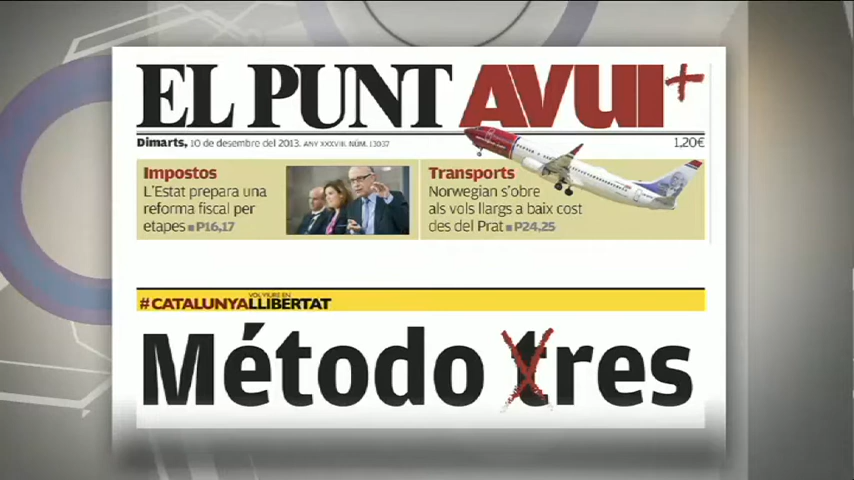 EL PUNT AVUI+
Dimarts, 10 de desembre del 2013. ANY XXXVIII. NÚM. 13037
1,20€
Impostos
L'Estat prepara una
reforma fiscal per
etapes ■ P16,17
Transports
Norwegian s'obre
als vols llargs a baix cost
des del Prat ■ P24,25
VOL VIURE EN
#CATALUNYALLIBERTAT
Método tres